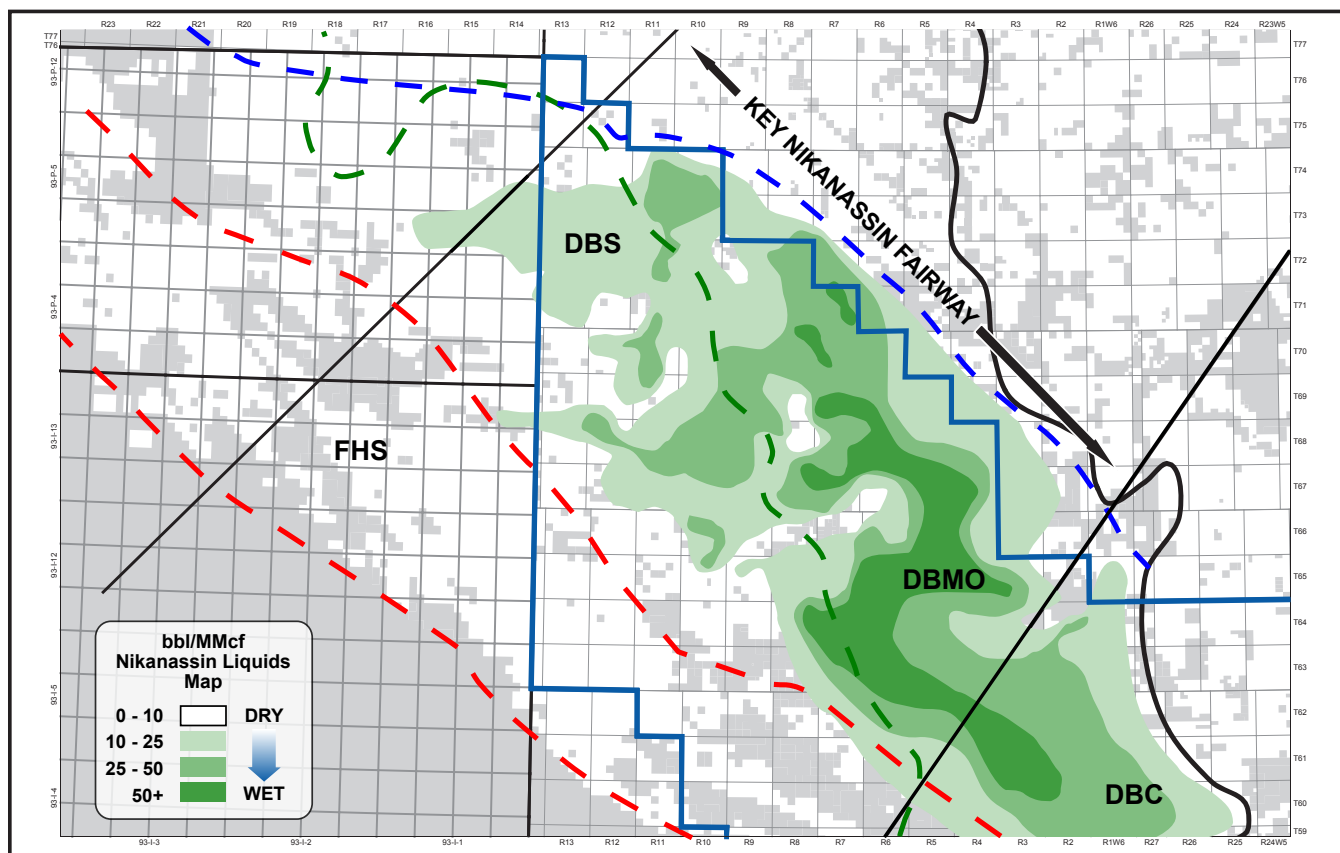 R23 R22 R21 R20 R19 R18 R17 R16 R15 R14 R13 R12 R11 R10 R9 R8 R7 R6 R5 R4 R3 R2 R1W6 R26 R25 R24 R23W5
T77
T76
93-P-12
93-P-5
93-P-4
93-I-13
93-I-12
93-I-5
93-I-4
KEY NIKANASSIN FAIRWAY
DBS
FHS
DBMO
DBC
bbl/MMcf
Nikanassin Liquids
Map
0 - 10 DRY
10 - 25
25 - 50
50+ WET
T77
T76
T75
T74
T73
T72
T71
T70
T69
T68
T67
T66
T65
T64
T63
T62
T61
T60
T59
93-I-3 93-I-2 93-I-1 R13 R12 R11 R10 R9 R8 R7 R6 R5 R4 R3 R2 R1W6 R26 R25 R24W5